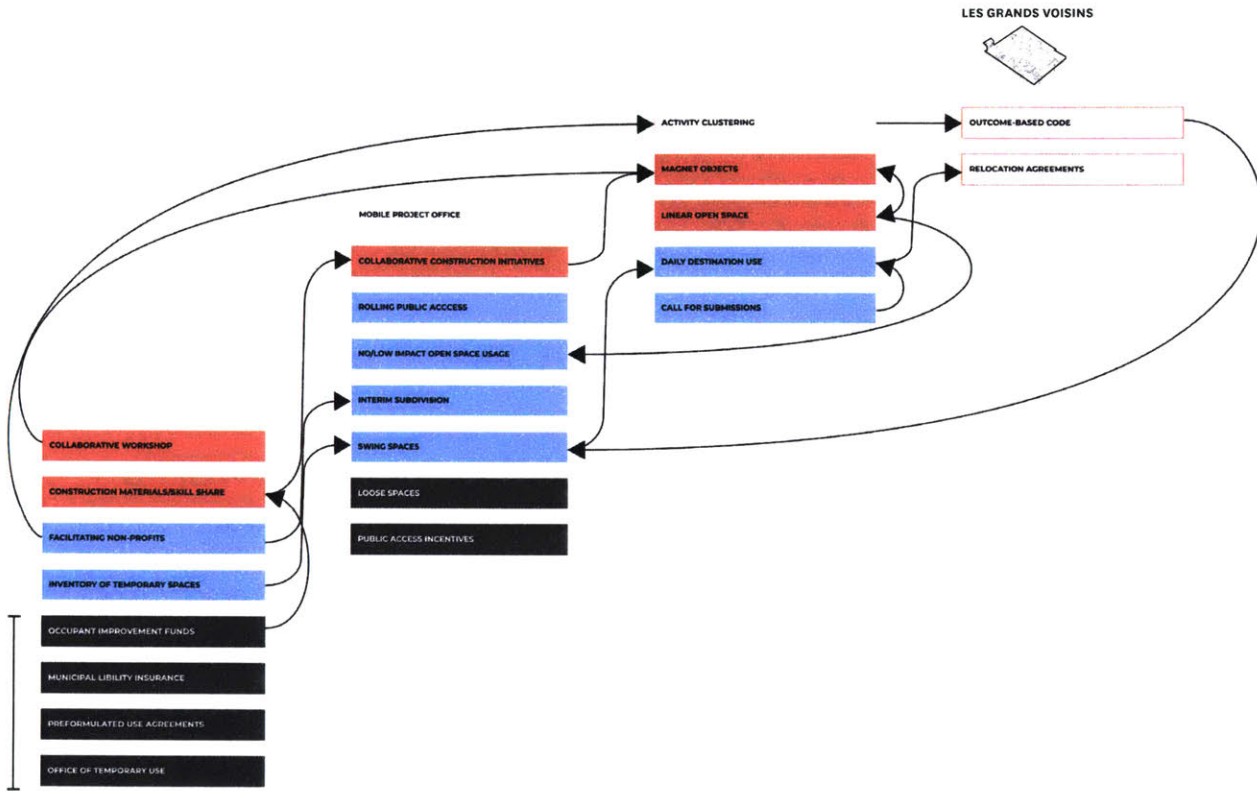 LES GRANDS VOISINS
ACTIVITY CLUSTERING
OUTCOME-BASED CODE
MAGNET OBJECTS
RELOCATION AGREEMENTS
MOBILE PROJECT OFFICE
LINEAR OPEN SPACE
COLLABORATIVE CONSTRUCTION INITIATIVES
DAILY DESTINATION USE
ROLLING PUBLIC ACCCESS
CALL FOR SUBMISSIONS
NO/LOW IMPACT OPEN SPACE USAGE
INTERIM SUBDIVISION
COLLABORATIVE WORKSHOP
SWING SPACES
CONSTRUCTION MATERIALS/SKILL SHARE
LOOSE SPACES
FACILITATING NON-PROFITS
PUBLIC ACCESS INCENTIVES
INVENTORY OF TEMPORARY SPACES
OCCUPANT IMPROVEMENT FUNDS
MUNICIPAL LIBILITY INSURANCE
PREFORMULATED USE AGREEMENTS
OFFICE OF TEMPORARY USE